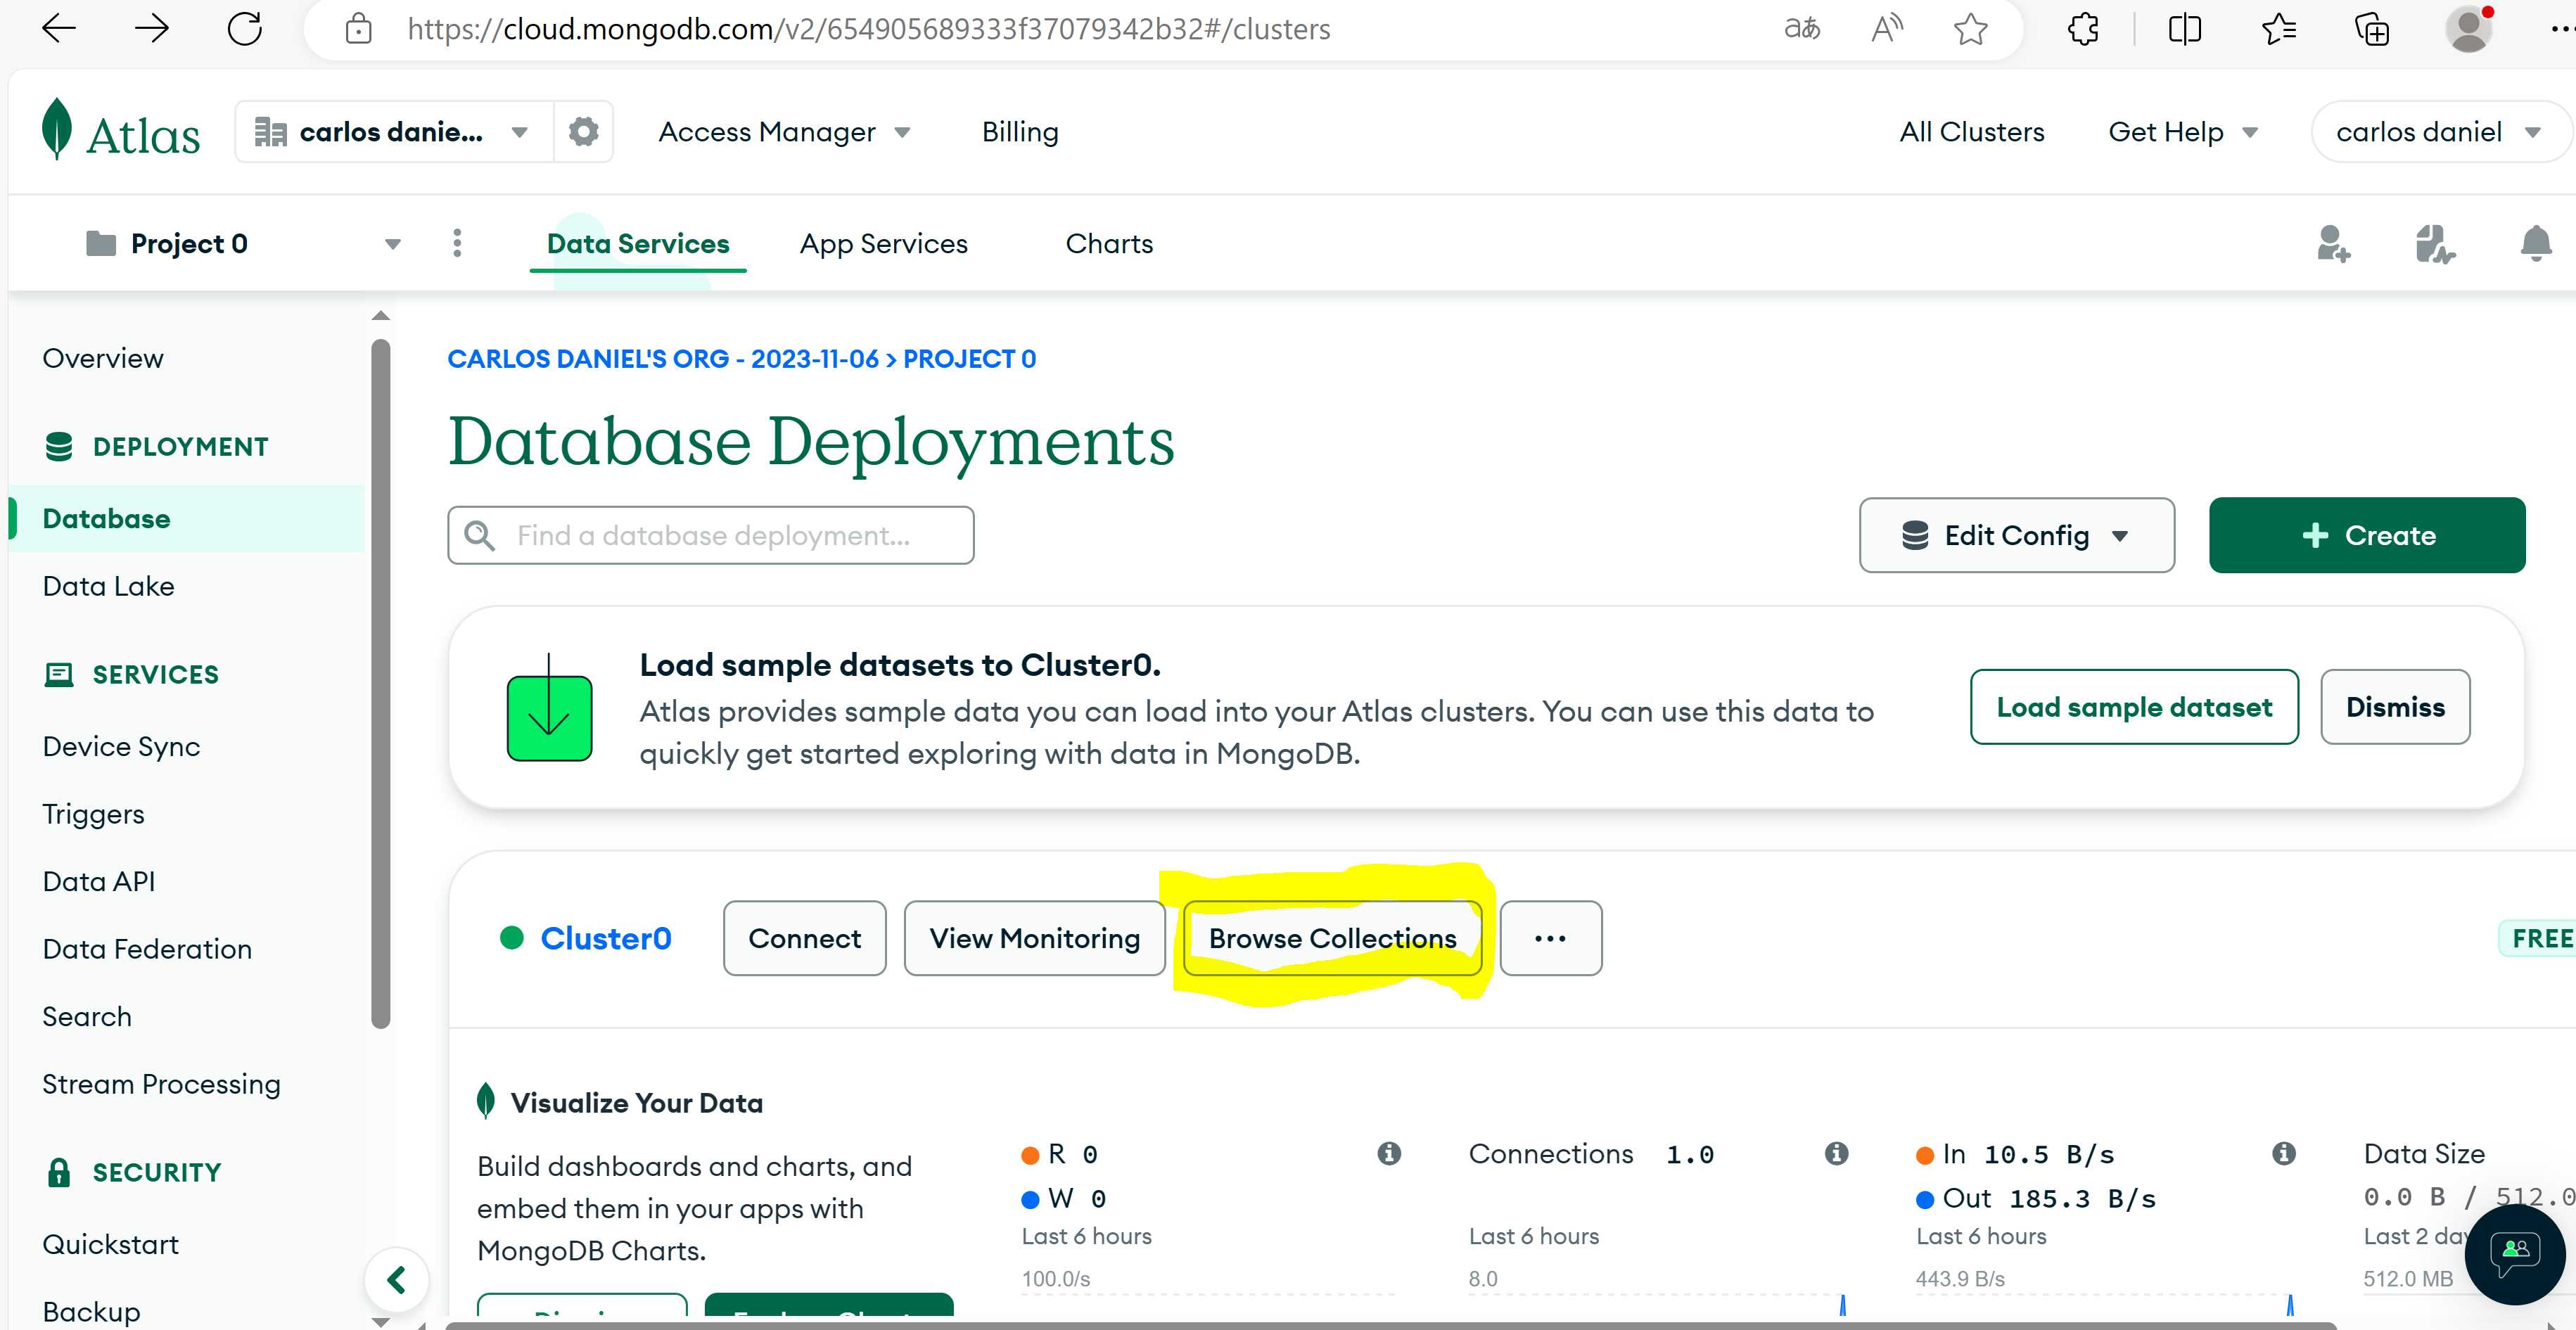 https://cloud.mongodb.com/v2/654905689333f37079342b32#/clusters
aあ
Atlas
carlos danie...
Access Manager
Billing
All Clusters
Get Help
carlos daniel
Project 0
Data Services
App Services
Charts
Overview
DEPLOYMENT
Database
Data Lake
SERVICES
Device Sync
Triggers
Data API
Data Federation
Search
Stream Processing
SECURITY
Quickstart
Backup
CARLOS DANIEL'S ORG - 2023-11-06 > PROJECT 0
Database Deployments
Find a database deployment...
Edit Config
+ Create
Load sample datasets to Cluster0.
Atlas provides sample data you can load into your Atlas clusters. You can use this data to
quickly get started exploring with data in MongoDB.
Load sample dataset
Dismiss
Cluster0
Connect
View Monitoring
Browse Collections
...
FREE
Visualize Your Data
Build dashboards and charts, and
embed them in your apps with
MongoDB Charts.
R 0
W 0
Last 6 hours
100.0/s
Connections 1.0
Last 6 hours
8.0
In 10.5 B/s
Out 185.3 B/s
Last 6 hours
443.9 B/s
Data Size
0.0 B / 512.0
Last 2
512.0 MB